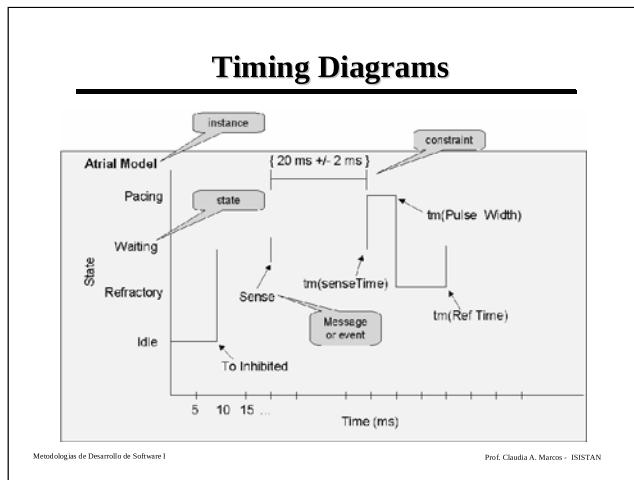 Timing Diagrams
instance
constraint
Atrial Model
{ 20 ms +/- 2 ms }
Pacing
state
tm(Pulse Width)
Waiting
State
tm(senseTime)
Refractory
Sense
tm(Ref Time)
Message
or event
Idle
To Inhibited
5 10 15 ...
Time (ms)
Metodologias de Desarrollo de Software I
Prof. Claudia A. Marcos - ISISTAN